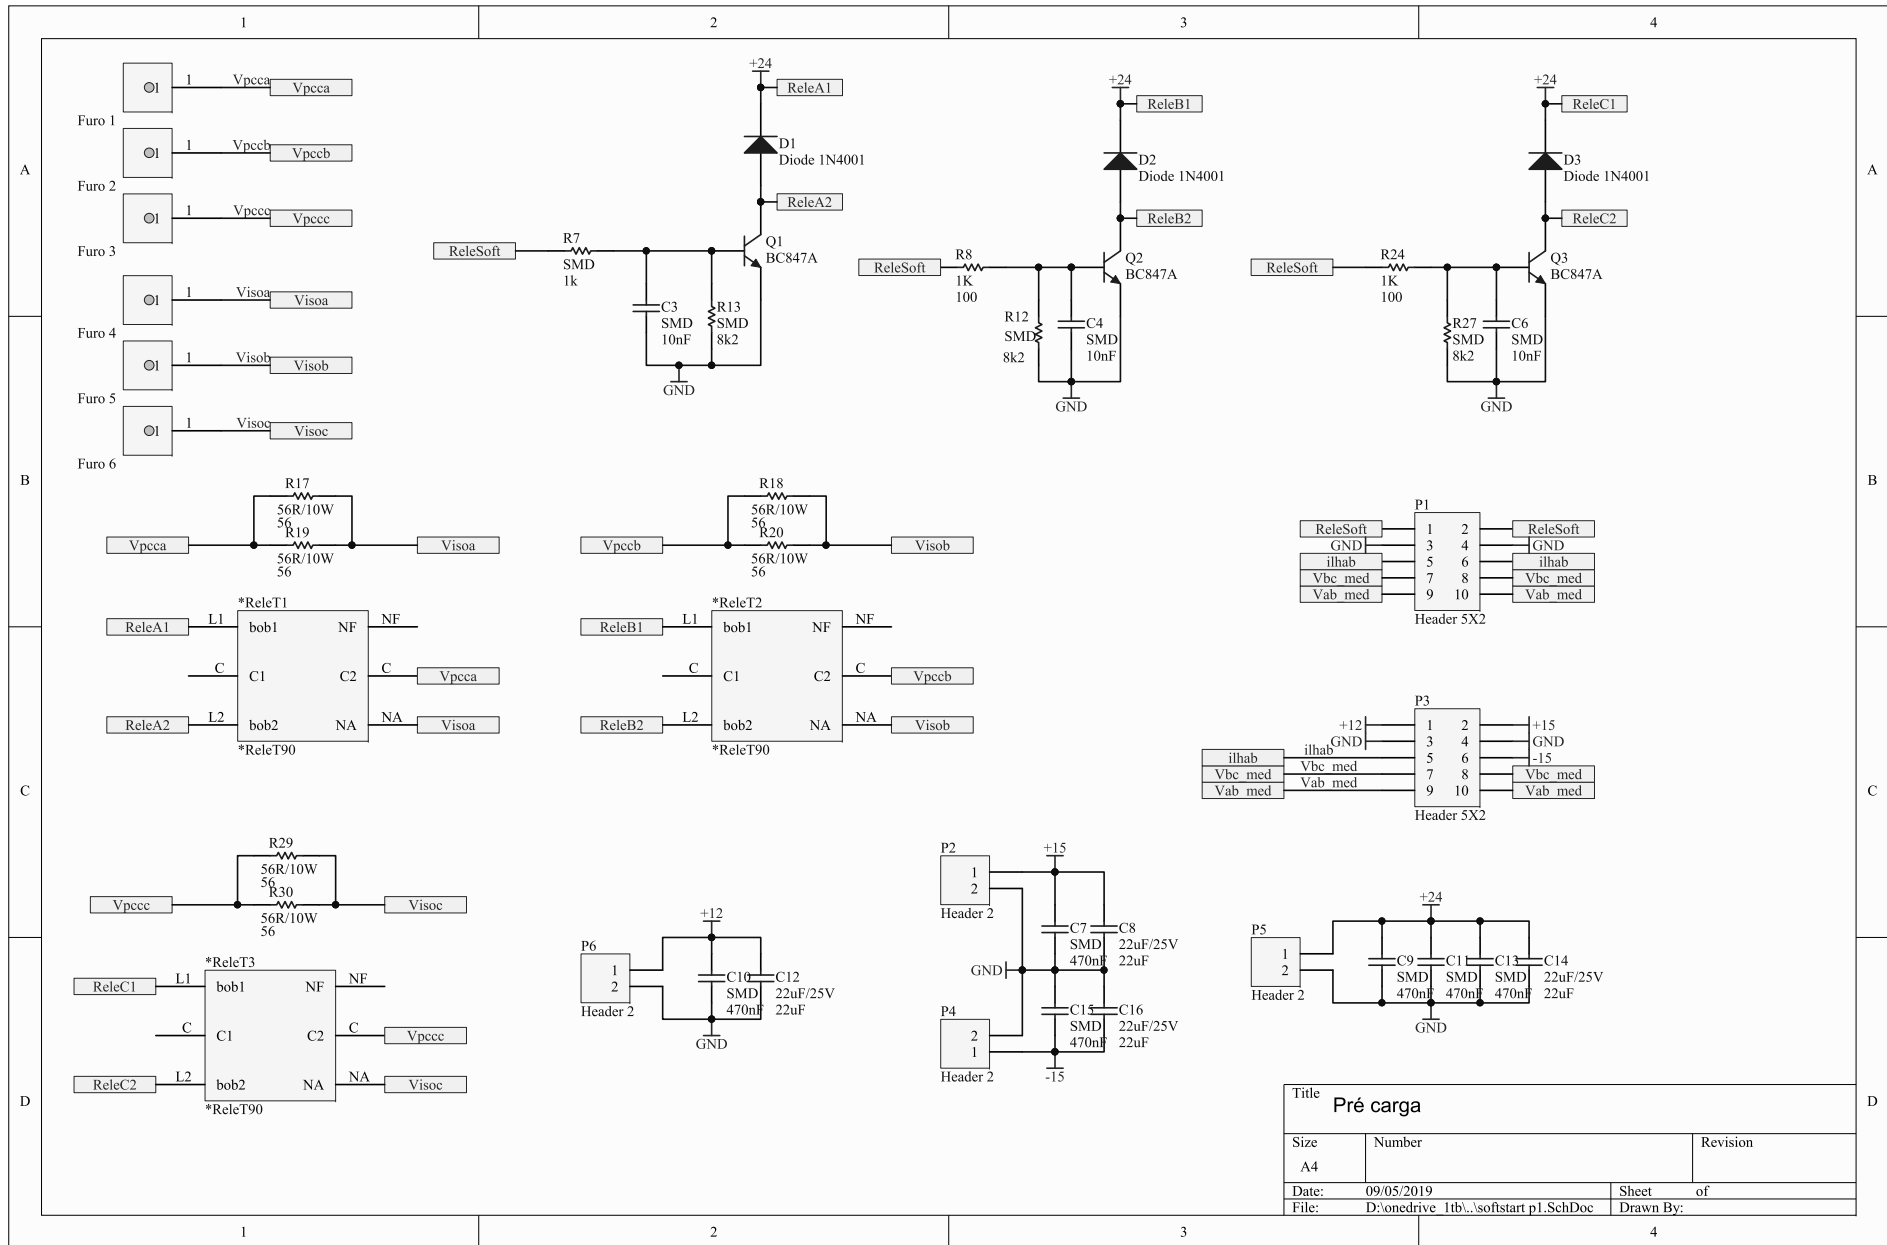 1 2 3 4
A
B
C
D
A
B
C
D
1 Vpcca Vpcca
Furo 1
1 Vpccb Vpccb
Furo 2
1 Vpccc Vpccc
Furo 3
1 Visoa Visoa
Furo 4
1 Visob Visob
Furo 5
1 Visoc Visoc
Furo 6
+24
ReleA1
D1
Diode 1N4001
ReleA2
Q1
BC847A
ReleSoft
R7
SMD
1k
C3
SMD
10nF
R13
SMD
8k2
GND
+24
ReleB1
D2
Diode 1N4001
ReleB2
Q2
BC847A
ReleSoft
R8
1K
100
R12
SMD
8k2
C4
SMD
10nF
GND
+24
ReleC1
D3
Diode 1N4001
ReleC2
Q3
BC847A
ReleSoft
R24
1K
100
R27
SMD
8k2
C6
SMD
10nF
GND
R17
56R/10W
56
R19
56R/10W
56
Vpcca
Visoa
R18
56R/10W
56
R20
56R/10W
56
Vpccb
Visob
*ReleT1
ReleA1 L1 bob1 NF NF
C C1 C2 C Vpcca
ReleA2 L2 bob2 NA NA Visoa
*ReleT90
*ReleT2
ReleB1 L1 bob1 NF NF
C C1 C2 C Vpccb
ReleB2 L2 bob2 NA NA Visob
*ReleT90
P1
ReleSoft 1 2 ReleSoft
GND 3 4 GND
ilhab 5 6 ilhab
Vbc_med 7 8 Vbc_med
Vab_med 9 10 Vab_med
Header 5X2
P3
+12 1 2 +15
GND 3 4 GND
ilhab ilhab 5 6 -15
Vbc_med Vbc_med 7 8 Vbc_med
Vab_med Vab_med 9 10 Vab_med
Header 5X2
R29
56R/10W
56
R30
56R/10W
56
Vpccc
Visoc
*ReleT3
ReleC1 L1 bob1 NF NF
C C1 C2 C Vpccc
ReleC2 L2 bob2 NA NA Visoc
*ReleT90
+12
P6
1
2
Header 2
C10
SMD
470nF
C12
22uF/25V
22uF
GND
P2
1
2
Header 2
+15
C7
SMD
470nF
C8
22uF/25V
22uF
GND
P4
2
1
Header 2
C15
SMD
470nF
C16
22uF/25V
22uF
-15
P5
1
2
Header 2
+24
C9
SMD
470nF
C11
SMD
470nF
C13
SMD
470nF
C14
22uF/25V
22uF
GND
Title
Pré carga
Size Number Revision
A4
Date: 09/05/2019 Sheet of
File: D:\onedrive_1tb\..\softstart p1.SchDoc Drawn By:
1 2 3 4